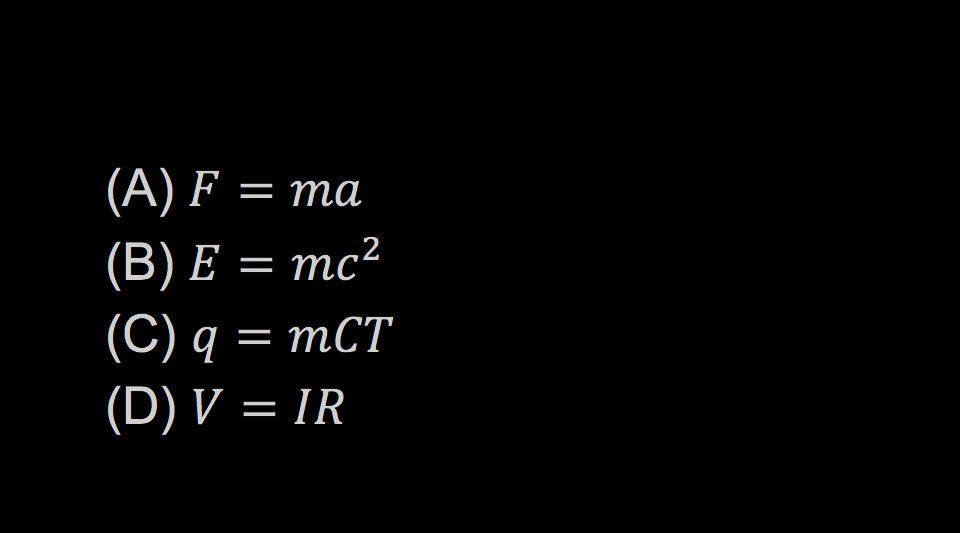 (A) F = ma
(B) E = mc²
(C) q = mCT
(D) V = IR